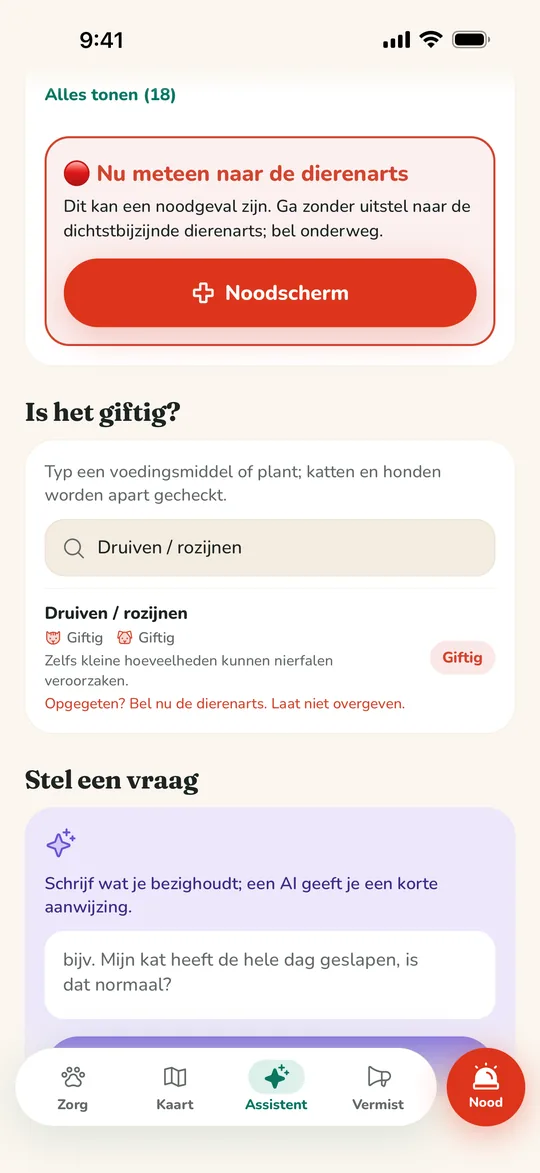 9:41
Alles tonen (18)
Nu meteen naar de dierenarts
Dit kan een noodgeval zijn. Ga zonder uitstel naar de
dichtstbijzijnde dierenarts; bel onderweg.
Noodscherm
Is het giftig?
Typ een voedingsmiddel of plant; katten en honden
worden apart gecheckt.
Druiven / rozijnen
Druiven / rozijnen
Giftig Giftig
Zelfs kleine hoeveelheden kunnen nierfalen
veroorzaken.
Giftig
Opgegeten? Bel nu de dierenarts. Laat niet overgeven.
Stel een vraag
Schrijf wat je bezighoudt; een AI geeft je een korte
aanwijzing.
bijv. Mijn kat heeft de hele dag geslapen, is
dat normaal?
Zorg
Kaart
Assistent
Vermist
Nood